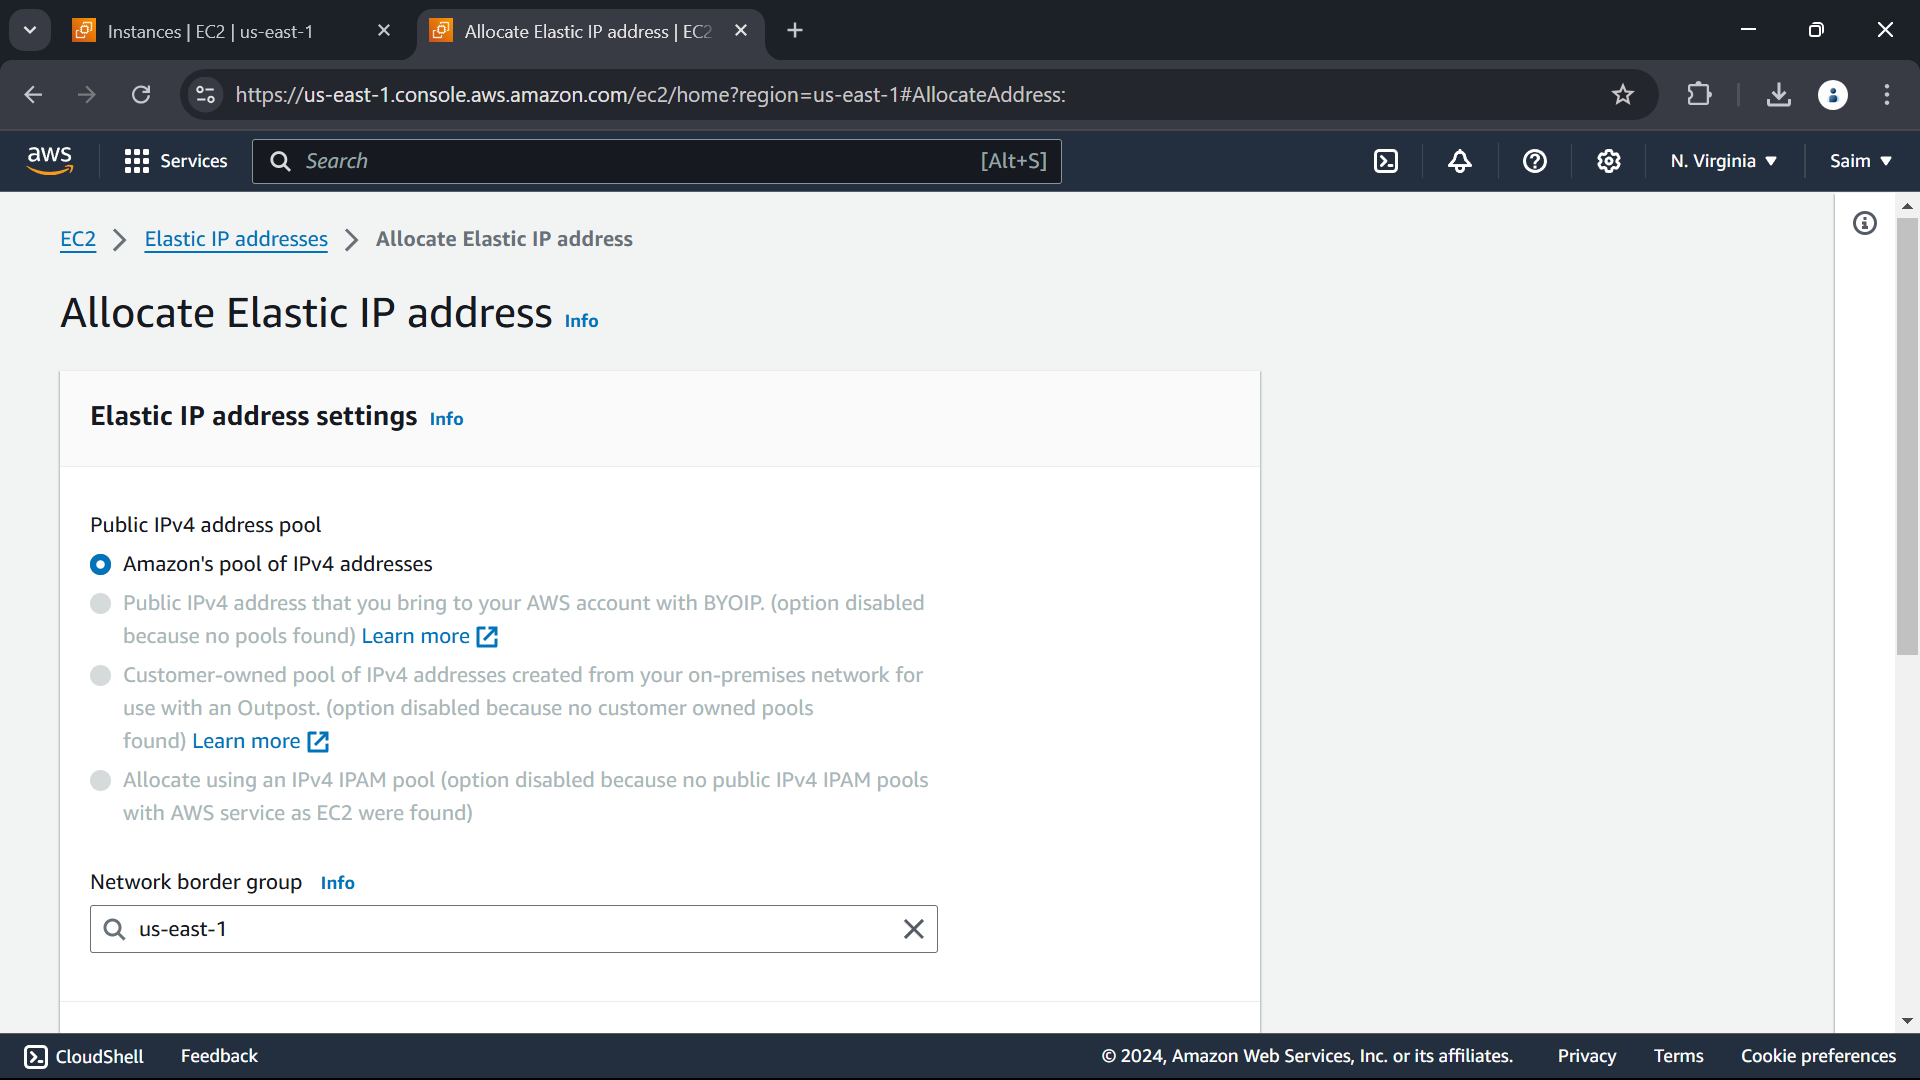 Instances | EC2 | us-east-1
Allocate Elastic IP address | EC2
https://us-east-1.console.aws.amazon.com/ec2/home?region=us-east-1#AllocateAddress:
aws
Services
Search
[Alt+S]
N. Virginia
Saim
EC2
Elastic IP addresses
Allocate Elastic IP address
Allocate Elastic IP address Info
Elastic IP address settings Info
Public IPv4 address pool
Amazon's pool of IPv4 addresses
Public IPv4 address that you bring to your AWS account with BYOIP. (option disabled
because no pools found) Learn more
Customer-owned pool of IPv4 addresses created from your on-premises network for
use with an Outpost. (option disabled because no customer owned pools
found) Learn more
Allocate using an IPv4 IPAM pool (option disabled because no public IPv4 IPAM pools
with AWS service as EC2 were found)
Network border group Info
us-east-1
CloudShell
Feedback
© 2024, Amazon Web Services, Inc. or its affiliates.
Privacy
Terms
Cookie preferences